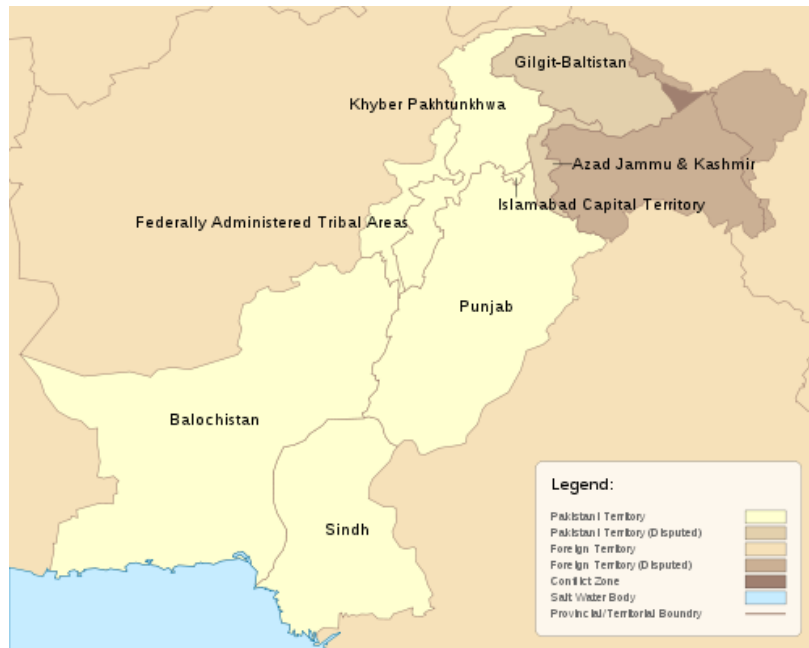 Gilgit-Baltistan
Khyber Pakhtunkhwa
Azad Jammu & Kashmir
Islamabad Capital Territory
Federally Administered Tribal Areas
Punjab
Balochistan
Sindh
Legend:
Pakistani Territory
Pakistani Territory (Disputed)
Foreign Territory
Foreign Territory (Disputed)
Conflict Zone
Salt Water Body
Provincial/Territorial Boundry